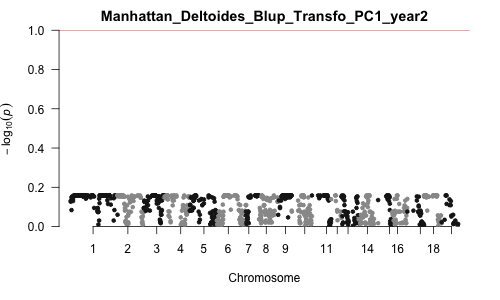 Manhattan_Deltoides_Blup_Transfo_PC1_year2
1.0
0.8
0.6
0.4
0.2
0.0
− log₁₀(p)
1 2 3 4 5 6 7 8 9 11 14 16 18
Chromosome